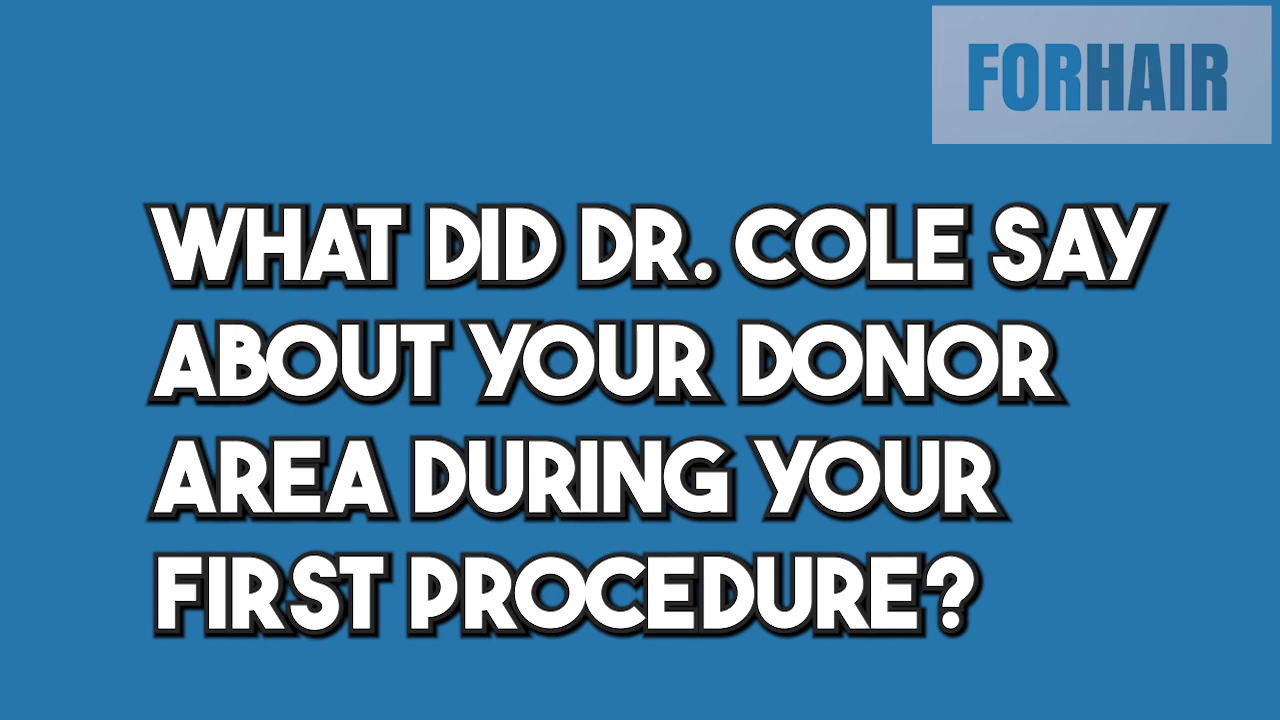 FORHAIR
WHAT DID DR. COLE SAY
ABOUT YOUR DONOR
AREA DURING YOUR
FIRST PROCEDURE?